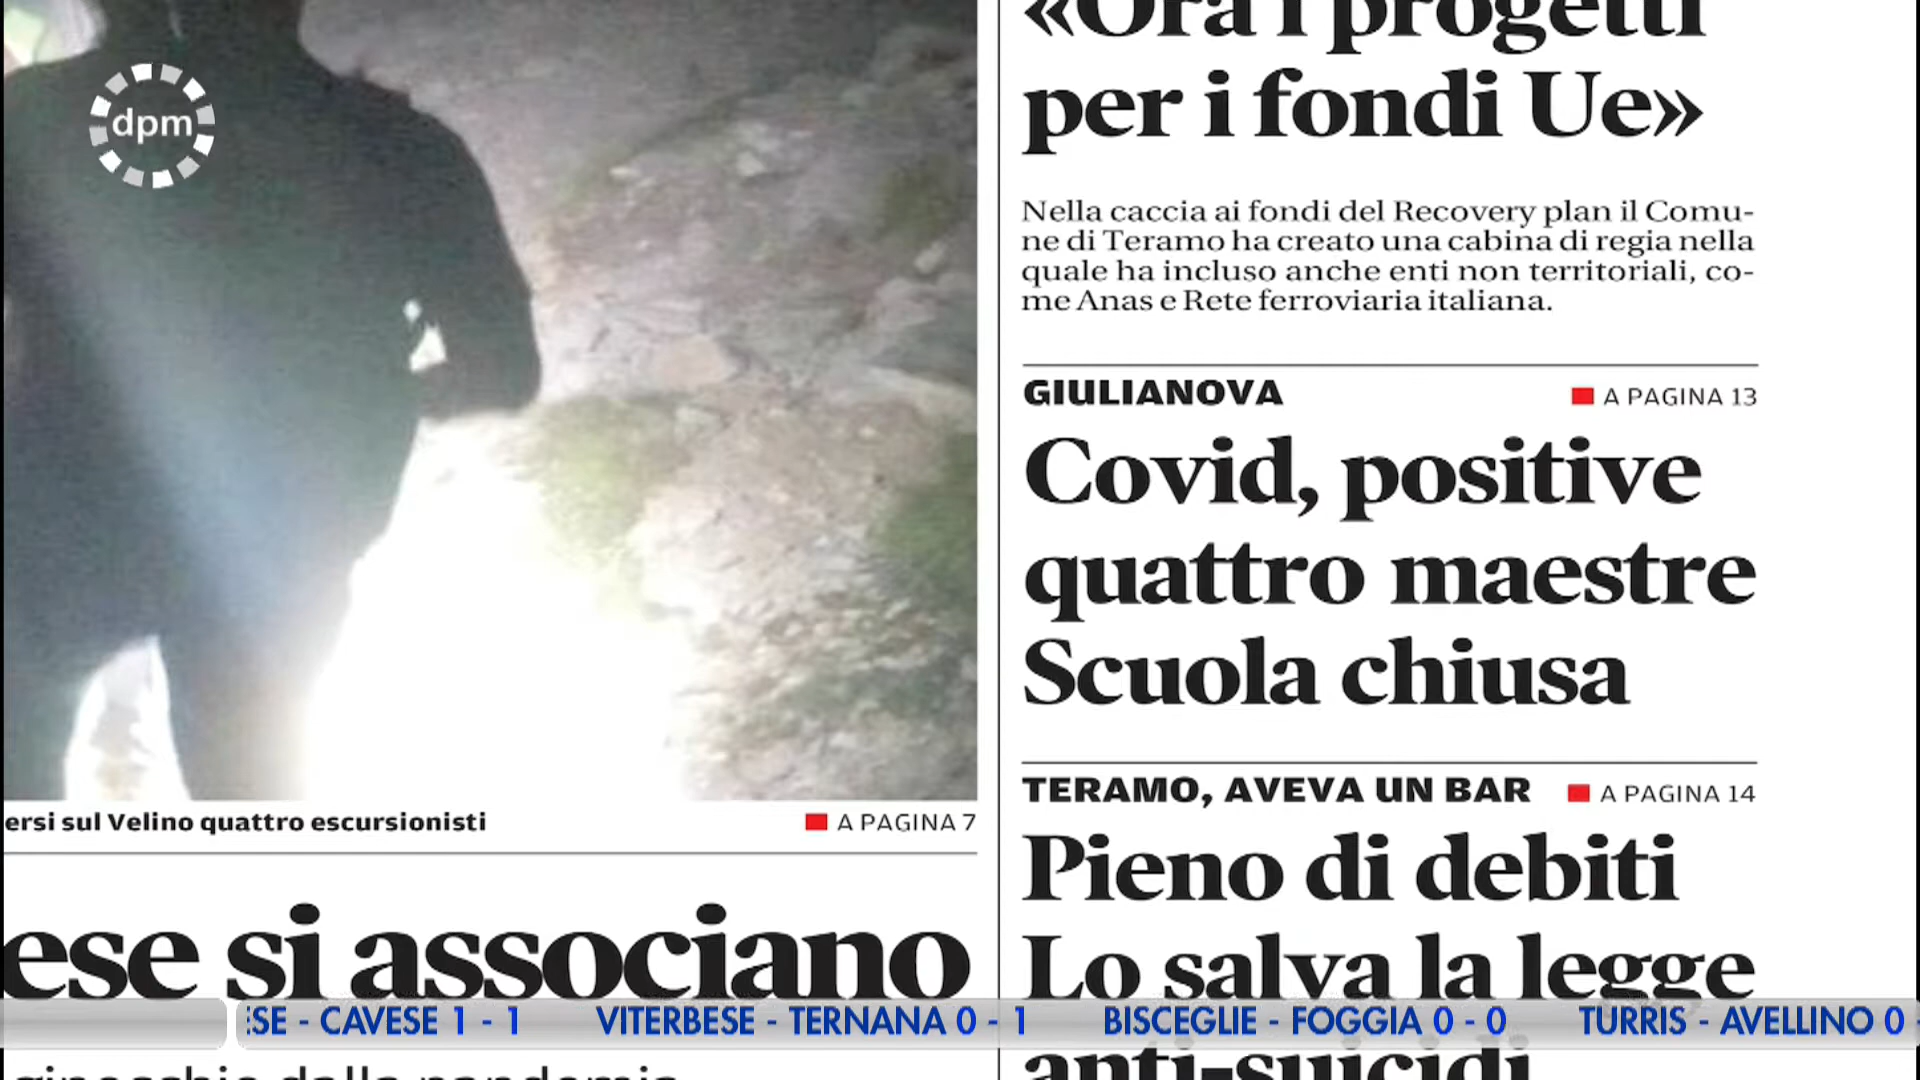 dpm
ersi sul Velino quattro escursionisti
A PAGINA 7
ese si associano
ginocchio dalla pandemia
«Ora i progetti
per i fondi Ue»
Nella caccia ai fondi del Recovery plan il Comu-
ne di Teramo ha creato una cabina di regia nella
quale ha incluso anche enti non territoriali, co-
me Anas e Rete ferroviaria italiana.
GIULIANOVA
A PAGINA 13
Covid, positive
quattro maestre
Scuola chiusa
TERAMO, AVEVA UN BAR
A PAGINA 14
Pieno di debiti
Lo salva la legge
anti-suicidi
SE - CAVESE 1 - 1 VITERBESE - TERNANA 0 - 1 BISCEGLIE - FOGGIA 0 - 0 TURRIS - AVELLINO 0 -